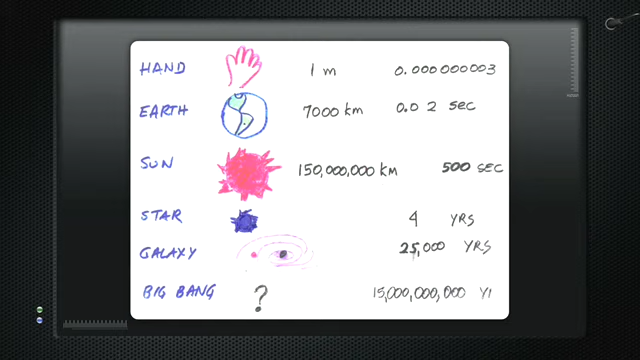 HAND 1 m 0.000000003
EARTH 7000 km 0.02 SEC
SUN 150,000,000 km 500 SEC
STAR 4 YRS
GALAXY 25,000 YRS
BIG BANG ? 15,000,000,000 Y